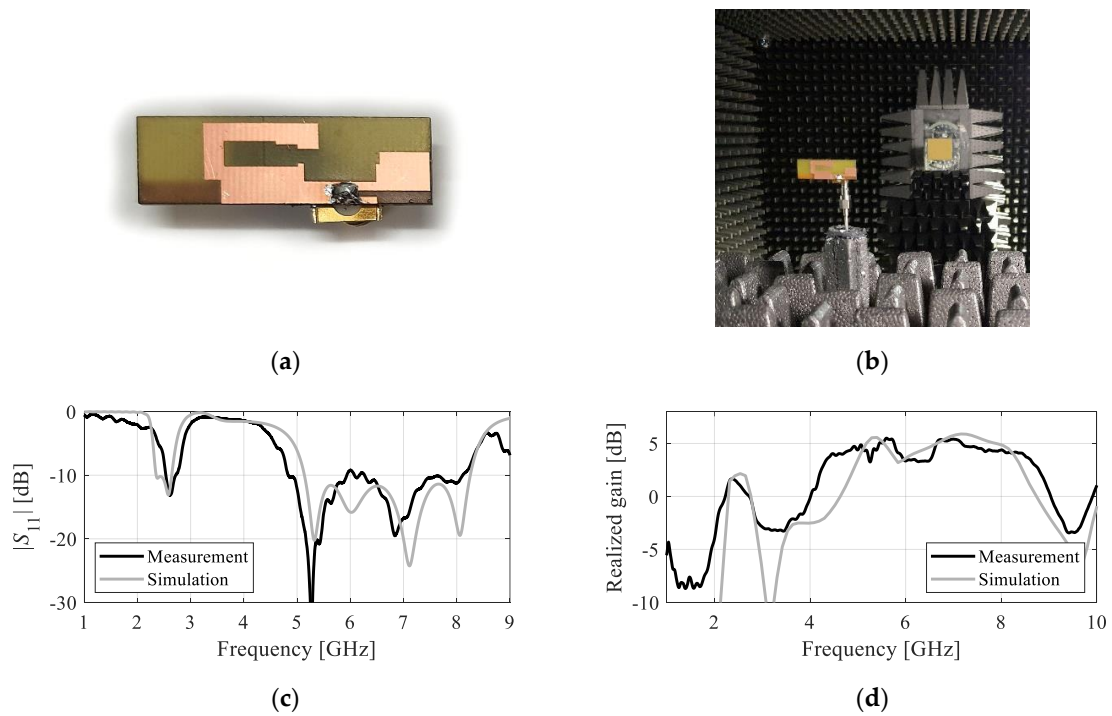 (a)
(b)
0
-10
-20
-30
|S11| [dB]
Measurement
Simulation
1 2 3 4 5 6 7 8 9
Frequency [GHz]
(c)
5
0
-5
-10
Realized gain [dB]
Measurement
Simulation
2 4 6 8 10
Frequency [GHz]
(d)